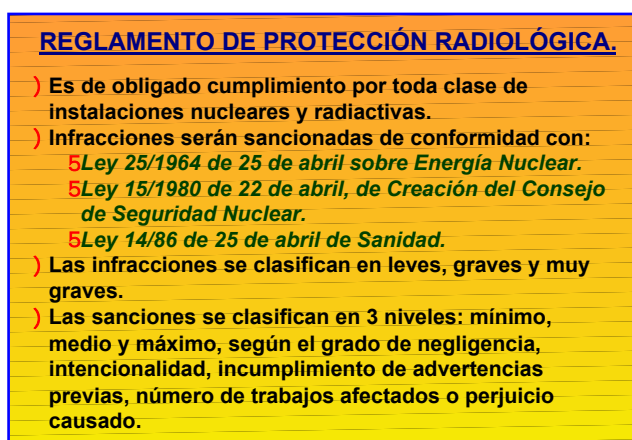 REGLAMENTO DE PROTECCIÓN RADIOLÓGICA.
) Es de obligado cumplimiento por toda clase de
instalaciones nucleares y radiactivas.
) Infracciones serán sancionadas de conformidad con:
5Ley 25/1964 de 25 de abril sobre Energía Nuclear.
5Ley 15/1980 de 22 de abril, de Creación del Consejo
de Seguridad Nuclear.
5Ley 14/86 de 25 de abril de Sanidad.
) Las infracciones se clasifican en leves, graves y muy
graves.
) Las sanciones se clasifican en 3 niveles: mínimo,
medio y máximo, según el grado de negligencia,
intencionalidad, incumplimiento de advertencias
previas, número de trabajos afectados o perjuicio
causado.